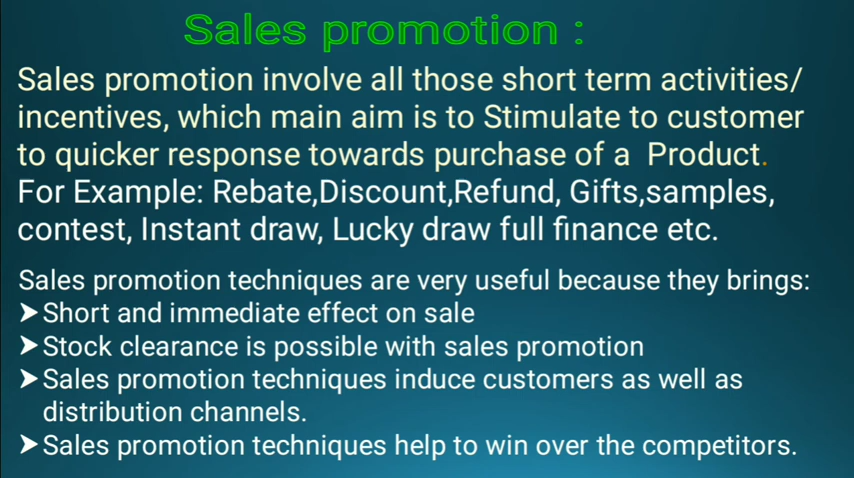 Sales promotion :
Sales promotion involve all those short term activities/
incentives, which main aim is to Stimulate to customer
to quicker response towards purchase of a Product.
For Example: Rebate,Discount,Refund, Gifts,samples,
contest, Instant draw, Lucky draw full finance etc.
Sales promotion techniques are very useful because they brings:
➤Short and immediate effect on sale
➤Stock clearance is possible with sales promotion
➤Sales promotion techniques induce customers as well as
distribution channels.
➤Sales promotion techniques help to win over the competitors.